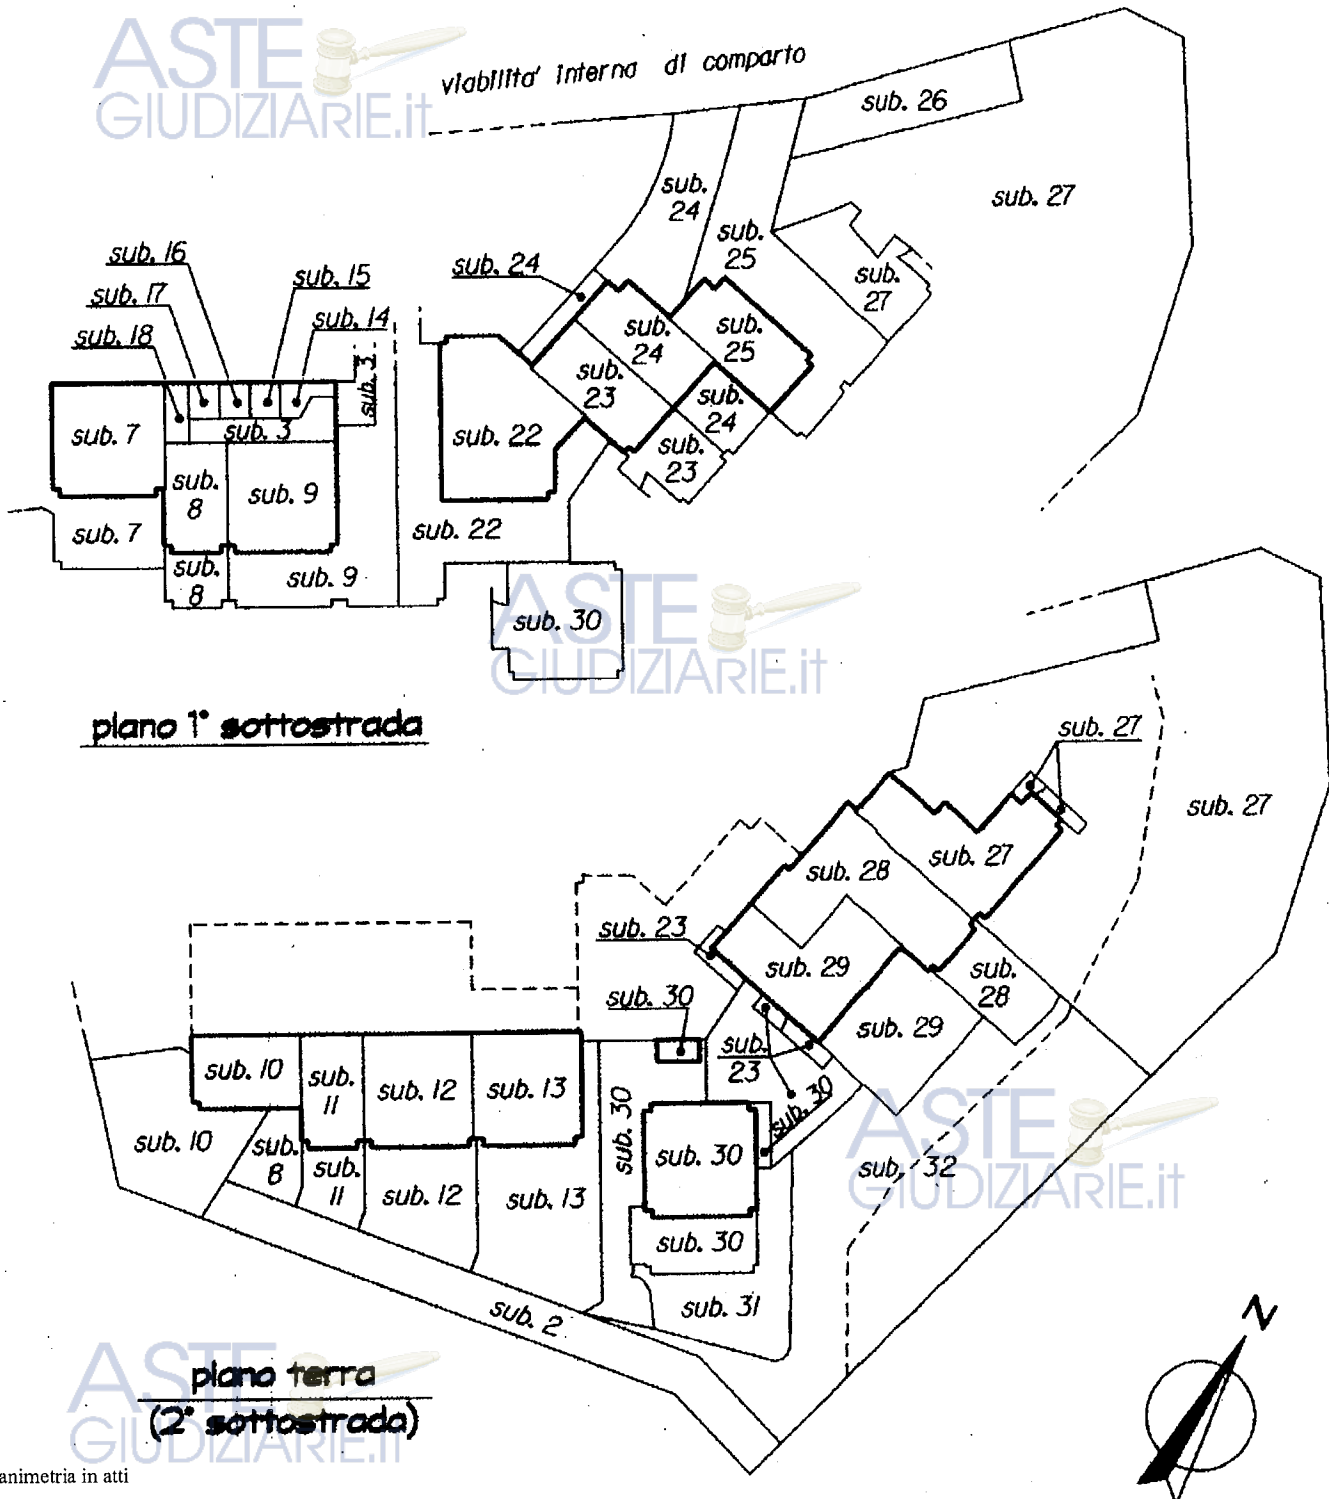 ASTE
GIUDIZIARIE.it
viabilita' interna di comparto
sub. 26
sub. 27
sub. 24
sub. 25
sub. 16
sub. 15
sub. 24
sub. 17
sub. 14
sub. 18
sub. 27
sub. 24
sub. 25
sub. 3
sub. 23
sub. 24
sub. 7
sub. 3
sub. 22
sub. 23
sub. 8
sub. 9
sub. 7
sub. 22
sub. 8
sub. 9
sub. 30
ASTE
GIUDIZIARIE.it
piano 1° sottostrada
sub. 27
sub. 27
sub. 27
sub. 28
sub. 23
sub. 29
sub. 28
sub. 30
sub. 29
sub. 23
sub. 10
sub. 11
sub. 12
sub. 13
sub. 30
sub. 30
sub. 30
ASTE
GIUDIZIARIE.it
sub. 10
sub. 8
sub. 11
sub. 12
sub. 13
sub. 32
sub. 30
sub. 31
sub. 2
N
piano terra
(2° sottostrada)
ASTE
GIUDIZIARIE.it
animetria in atti